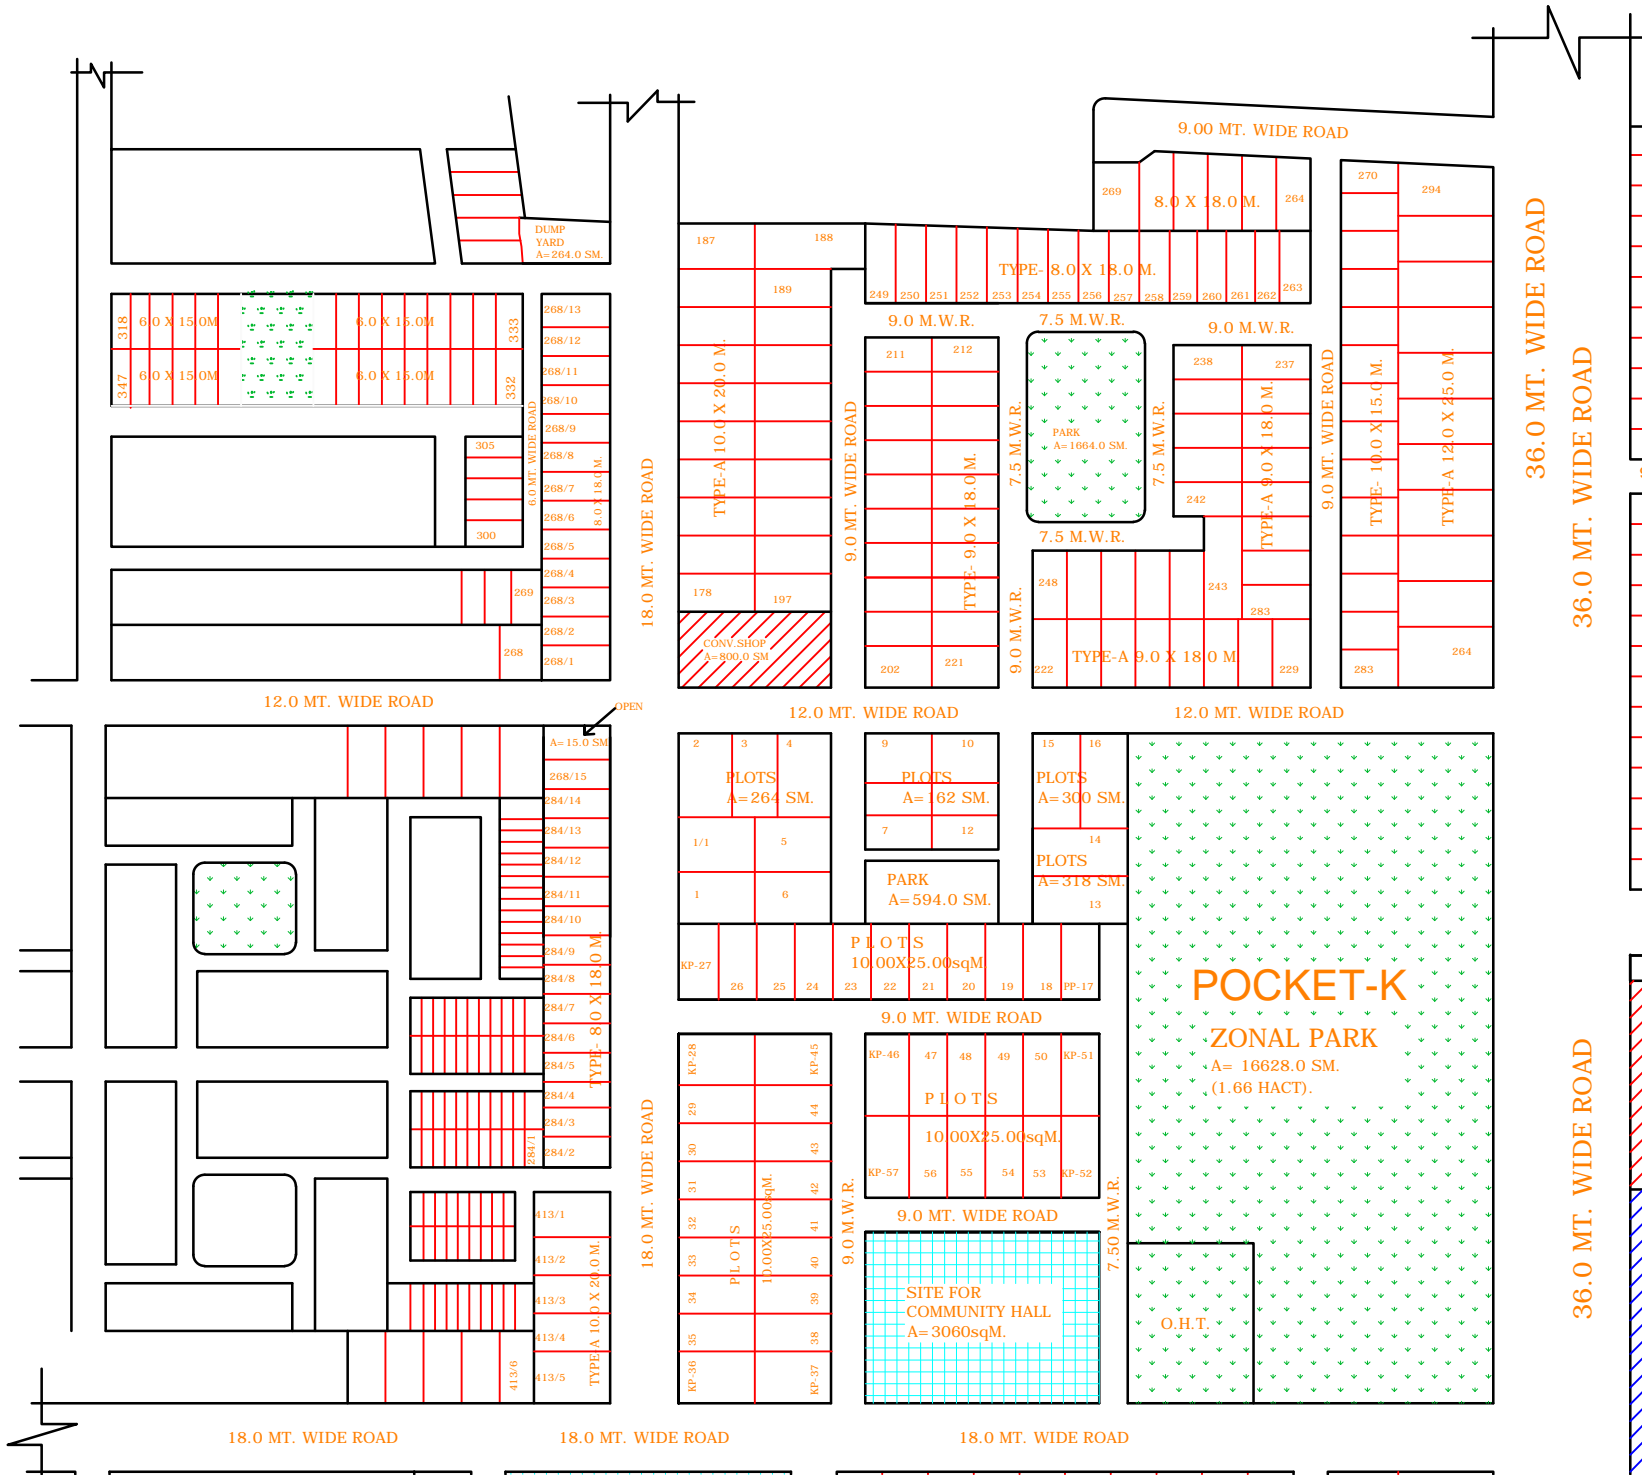 9.00 MT. WIDE ROAD
269
8.0 X 18.0 M.
264
270
294
187
188
189
TYPE- 8.0 X 18.0 M.
249
250
251
252
253
254
255
256
257
258
259
260
261
262
263
DUMP
YARD
A=264.0 SM.
36.0 MT. WIDE ROAD
36.0 MT. WIDE ROAD
318
6.0 X 15.0M
6.0 X 15.0M
333
347
6.0 X 15.0M
6.0 X 15.0M
332
268/13
268/12
268/11
268/10
268/9
268/8
268/7
268/6
268/5
268/4
268/3
268/2
268/1
6.0 MT. WIDE ROAD
8.0 X 18.0 M.
305
300
269
268
18.0 MT. WIDE ROAD
TYPE-A 10.0 X 20.0 M.
178
197
CONV.SHOP
A=800.0 SM
9.0 MT. WIDE ROAD
9.0 M.W.R.
7.5 M.W.R.
9.0 M.W.R.
211
212
TYPE- 9.0 X 18.0 M.
202
221
7.5 M.W.R.
PARK
A=1664.0 SM.
7.5 M.W.R.
7.5 M.W.R.
9.0 M.W.R.
238
237
242
TYPE-A 9.0 X 18.0 M.
9.0 MT. WIDE ROAD
248
243
283
222
TYPE-A 9.0 X 18.0 M
229
TYPE- 10.0 X 15.0 M.
TYPE-A 12.0 X 25.0 M.
283
264
12.0 MT. WIDE ROAD
OPEN
12.0 MT. WIDE ROAD
12.0 MT. WIDE ROAD
A=15.0 SM
268/15
284/14
284/13
284/12
284/11
284/10
284/9
284/8
284/7
284/6
284/5
284/4
284/3
284/2
284/1
TYPE- 8.0 X 18.0 M.
2
3
4
PLOTS
A=264 SM.
1/1
5
1
6
9
10
PLOTS
A=162 SM.
7
12
PARK
A=594.0 SM.
15
16
PLOTS
A=300 SM.
14
PLOTS
A=318 SM.
13
P L O T S
10.00X25.00sqM.
KP-27
26
25
24
23
22
21
20
19
18
PP-17
9.0 MT. WIDE ROAD
POCKET-K
ZONAL PARK
A= 16628.0 SM.
(1.66 HACT).
KP-28
29
30
31
32
33
34
35
KP-36
KP-45
44
43
42
41
40
39
38
KP-37
P L O T S
10.00X25.00sqM.
18.0 MT. WIDE ROAD
9.0 M.W.R.
KP-46
47
48
49
50
KP-51
P L O T S
10.00X25.00sqM.
KP-57
56
55
54
53
KP-52
9.0 MT. WIDE ROAD
7.50 M.W.R.
36.0 MT. WIDE ROAD
413/1
413/2
413/3
413/4
413/5
413/6
TYPE-A 10.0 X 20.0 M.
SITE FOR
COMMUNITY HALL
A=3060sqM.
O.H.T.
18.0 MT. WIDE ROAD
18.0 MT. WIDE ROAD
18.0 MT. WIDE ROAD